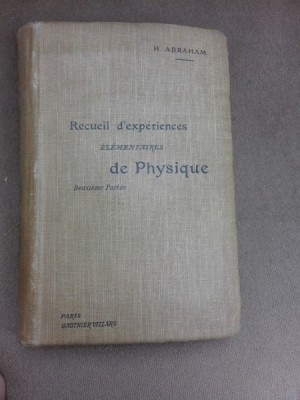 H. ABRAHAM
Recueil d'expériences
ÉLÉMENTAIRES
de Physique
Deuxième Partie
PARIS
GAUTHIER-VILLARS